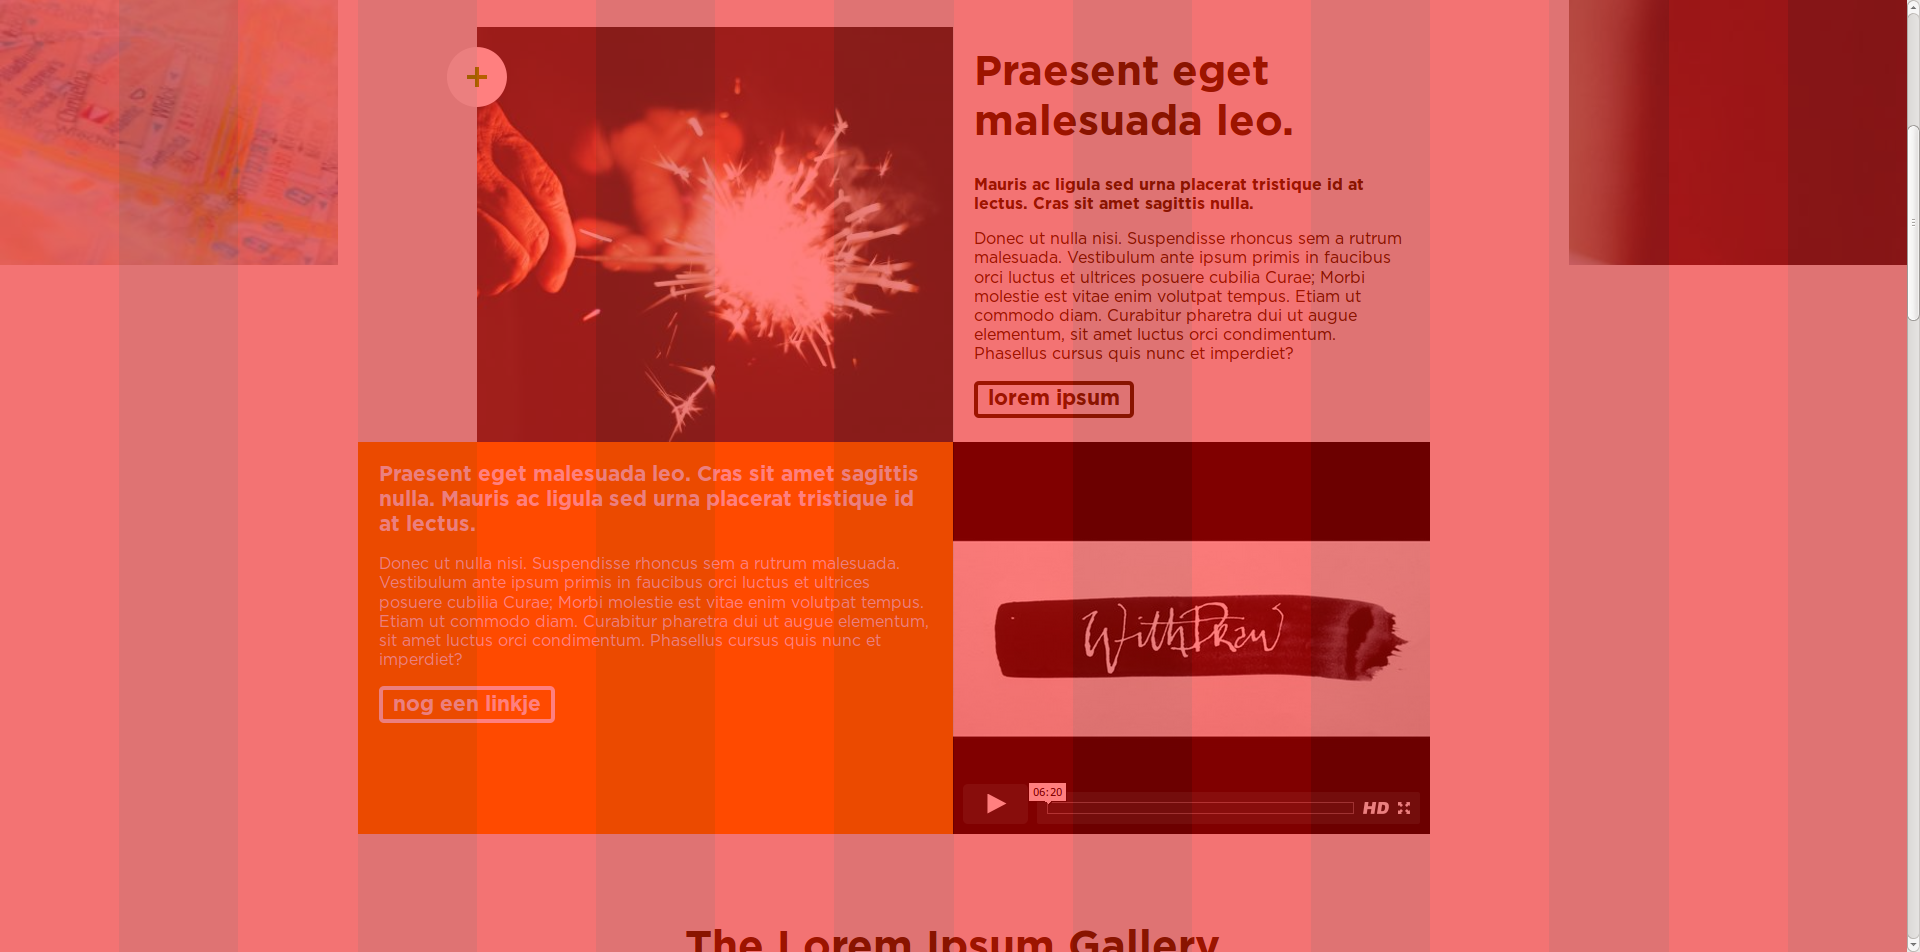 Praesent eget
malesuada leo.
Mauris ac ligula sed urna placerat tristique id at
lectus. Cras sit amet sagittis nulla.
Donec ut nulla nisi. Suspendisse rhoncus sem a rutrum
malesuada. Vestibulum ante ipsum primis in faucibus
orci luctus et ultrices posuere cubilia Curae; Morbi
molestie est vitae enim volutpat tempus. Etiam ut
commodo diam. Curabitur pharetra dui ut augue
elementum, sit amet luctus orci condimentum.
Phasellus cursus quis nunc et imperdiet?
lorem ipsum
Praesent eget malesuada leo. Cras sit amet sagittis
nulla. Mauris ac ligula sed urna placerat tristique id
at lectus.
Donec ut nulla nisi. Suspendisse rhoncus sem a rutrum malesuada.
Vestibulum ante ipsum primis in faucibus orci luctus et ultrices
posuere cubilia Curae; Morbi molestie est vitae enim volutpat tempus.
Etiam ut commodo diam. Curabitur pharetra dui ut augue elementum,
sit amet luctus orci condimentum. Phasellus cursus quis nunc et
imperdiet?
nog een linkje
WithDraw
06:20
HD
The Lorem Ipsum Gallery